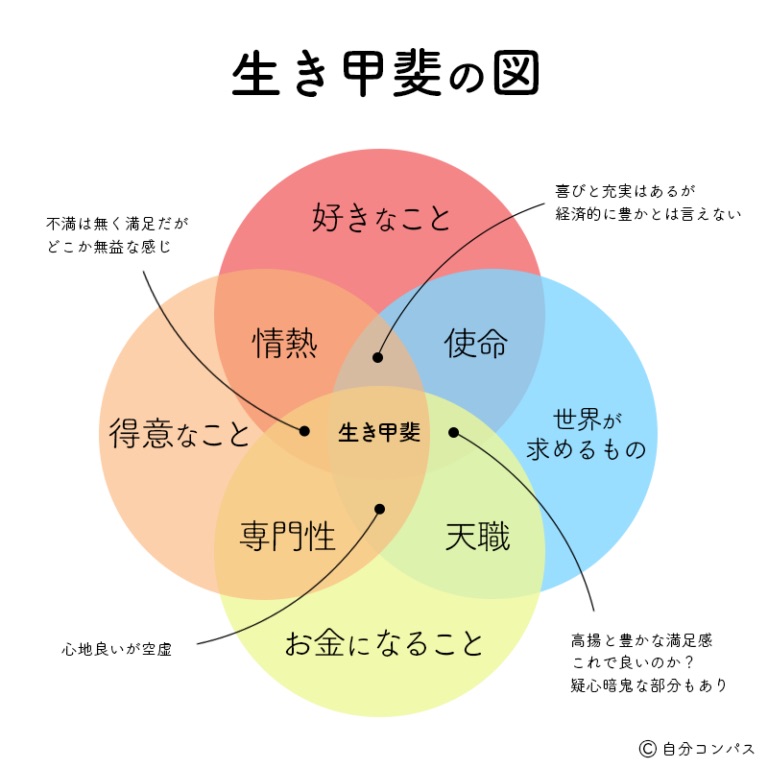 生き甲斐の図
喜びと充実はあるが
経済的に豊かとは言えない
不満は無く満足だが
どこか無益な感じ
好きなこと
情熱
使命
得意なこと
生き甲斐
世界が
求めるもの
専門性
天職
お金になること
心地良いが空虚
高揚と豊かな満足感
これで良いのか？
疑心暗鬼な部分もあり
© 自分コンパス